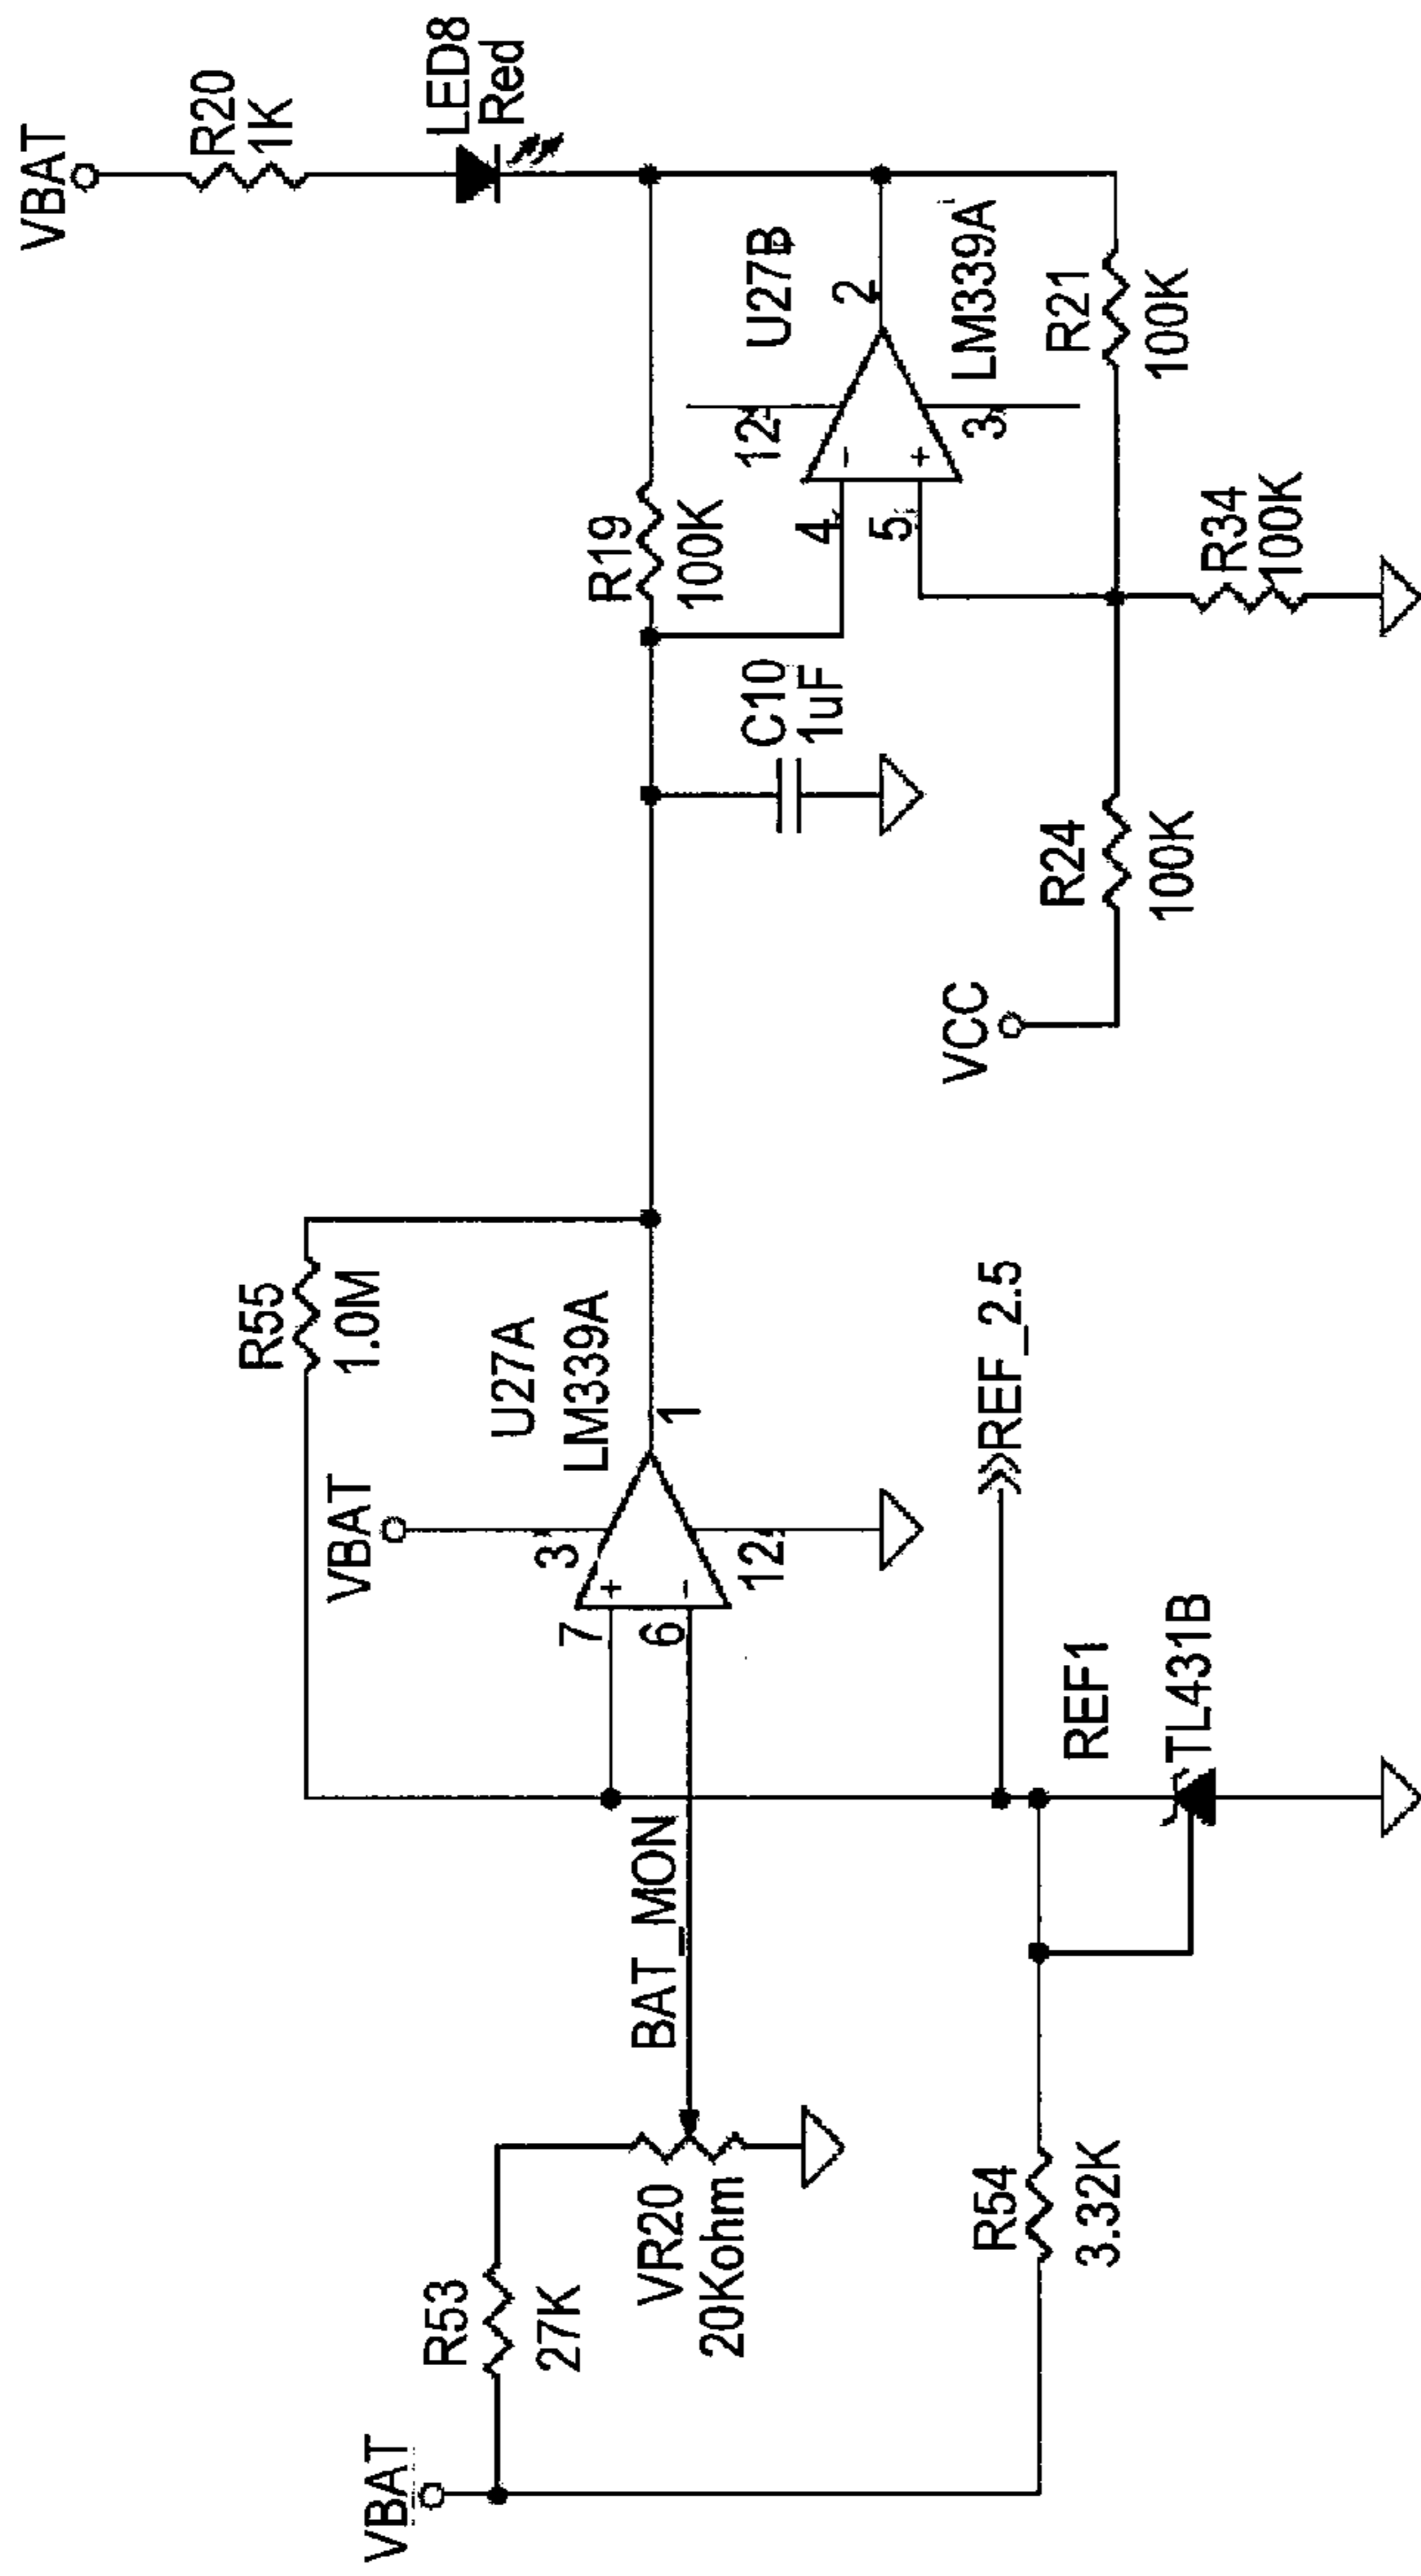 VBAT
R53
27K
VR20
20Kohm
BAT_MON
R54
3.32K
REF1
TL431B
REF_2.5
VBAT
3
7
+
6
-
12
1
U27A
LM339A
R55
1.0M
VCC
R24
100K
C10
1uF
R19
100K
4
-
5
+
12
3
2
U27B
LM339A
R34
100K
R21
100K
LED8
Red
R20
1K
VBAT